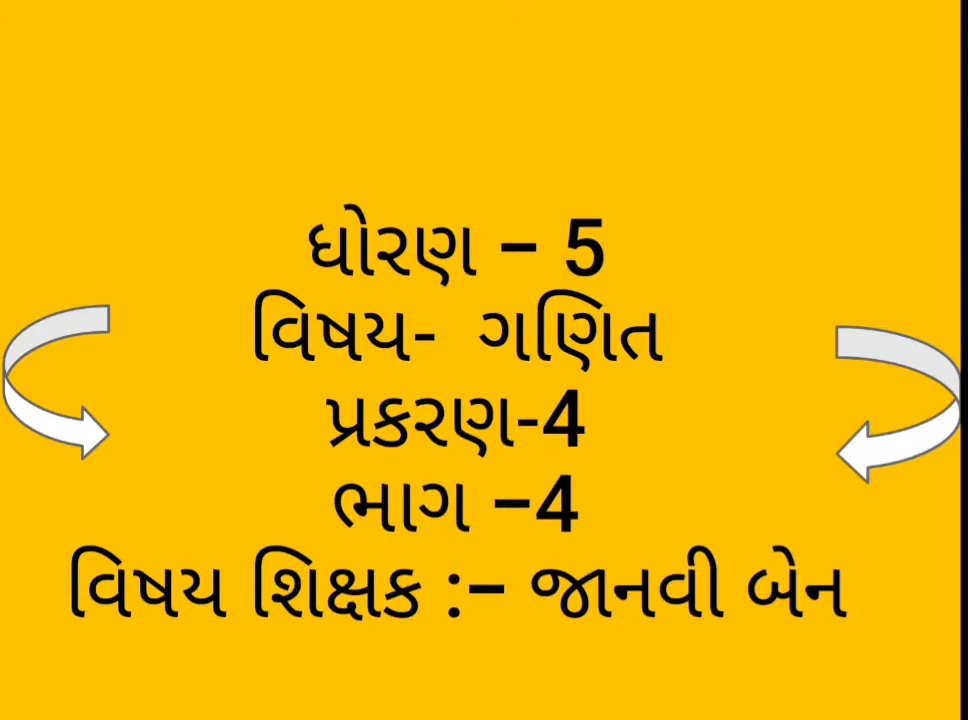 ધોરણ – 5
વિષય- ગણિત
પ્રકરણ-4
ભાગ –4
વિષય શિક્ષક :– જાનવી બેન